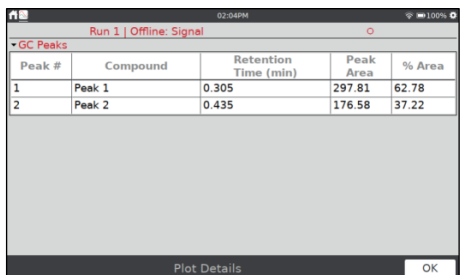 02:04PM 100%
Run 1 | Offline: Signal
GC Peaks
Peak # Compound Retention Time (min) Peak Area % Area
1 Peak 1 0.305 297.81 62.78
2 Peak 2 0.435 176.58 37.22
Plot Details OK